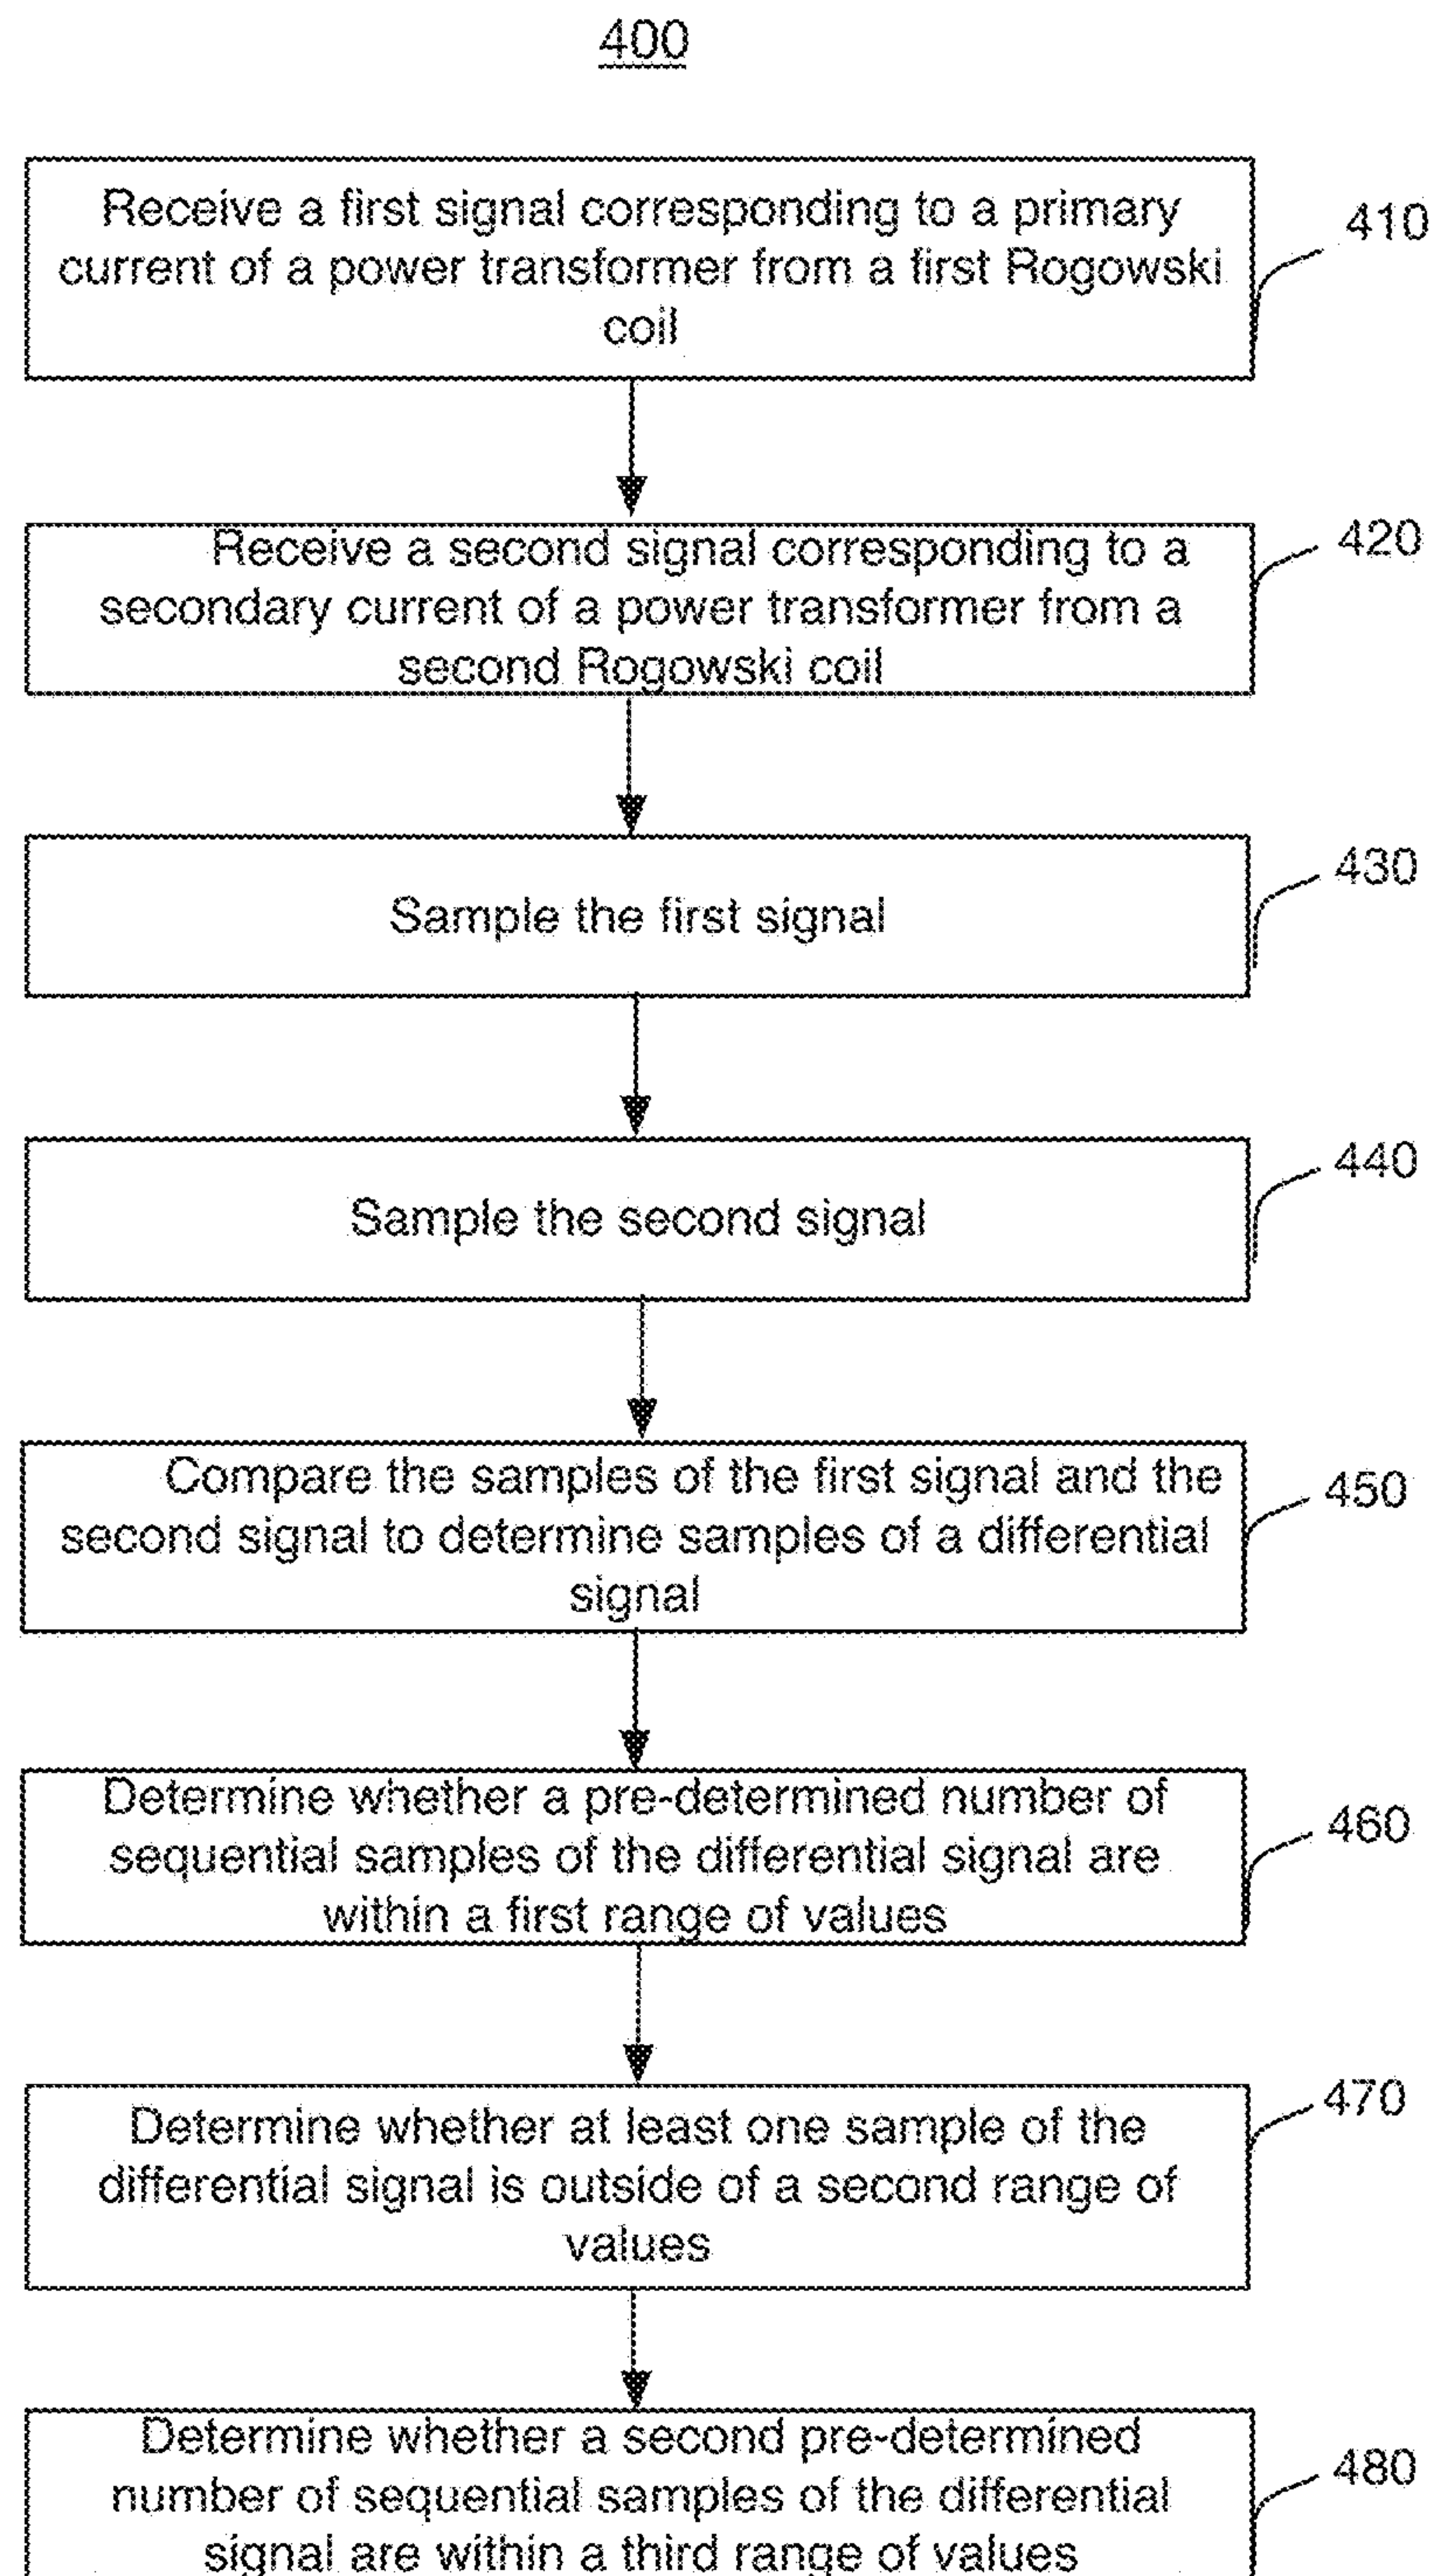 400
Receive a first signal corresponding to a primary
current of a power transformer from a first Rogowski
coil
410
Receive a second signal corresponding to a
secondary current of a power transformer from a
second Rogowski coil
420
Sample the first signal
430
Sample the second signal
440
Compare the samples of the first signal and the
second signal to determine samples of a differential
signal
450
Determine whether a pre-determined number of
sequential samples of the differential signal are
within a first range of values
460
Determine whether at least one sample of the
differential signal is outside of a second range of
values
470
Determine whether a second pre-determined
number of sequential samples of the differential
signal are within a third range of values
480